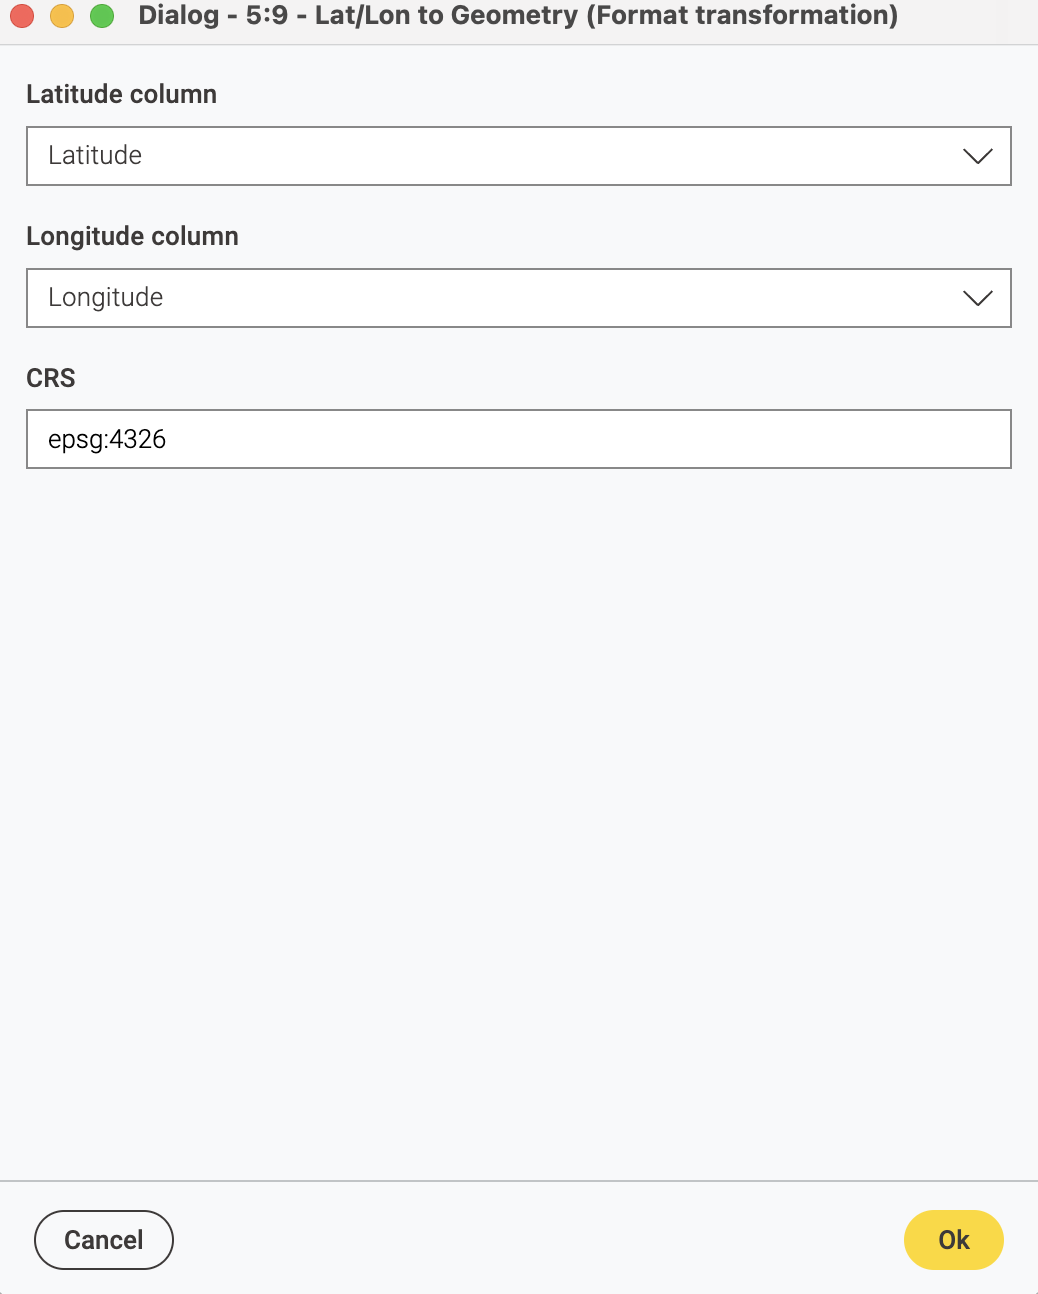 Dialog - 5:9 - Lat/Lon to Geometry (Format transformation)
Latitude column
Latitude
Longitude column
Longitude
CRS
epsg:4326
Cancel
Ok